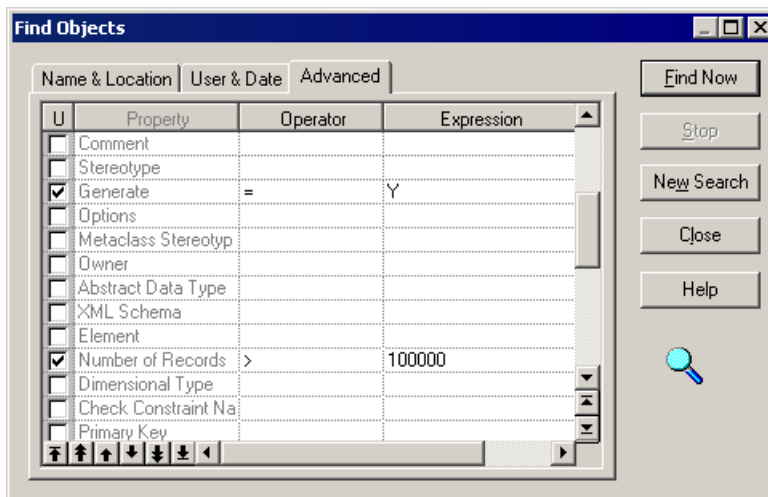 Find Objects
Name & Location User & Date Advanced
U Property Operator Expression
Comment
Stereotype
Generate = Y
Options
Metaclass Stereotyp
Owner
Abstract Data Type
XML Schema
Element
Number of Records > 100000
Dimensional Type
Check Constraint Na
Primary Key
Find Now
Stop
New Search
Close
Help